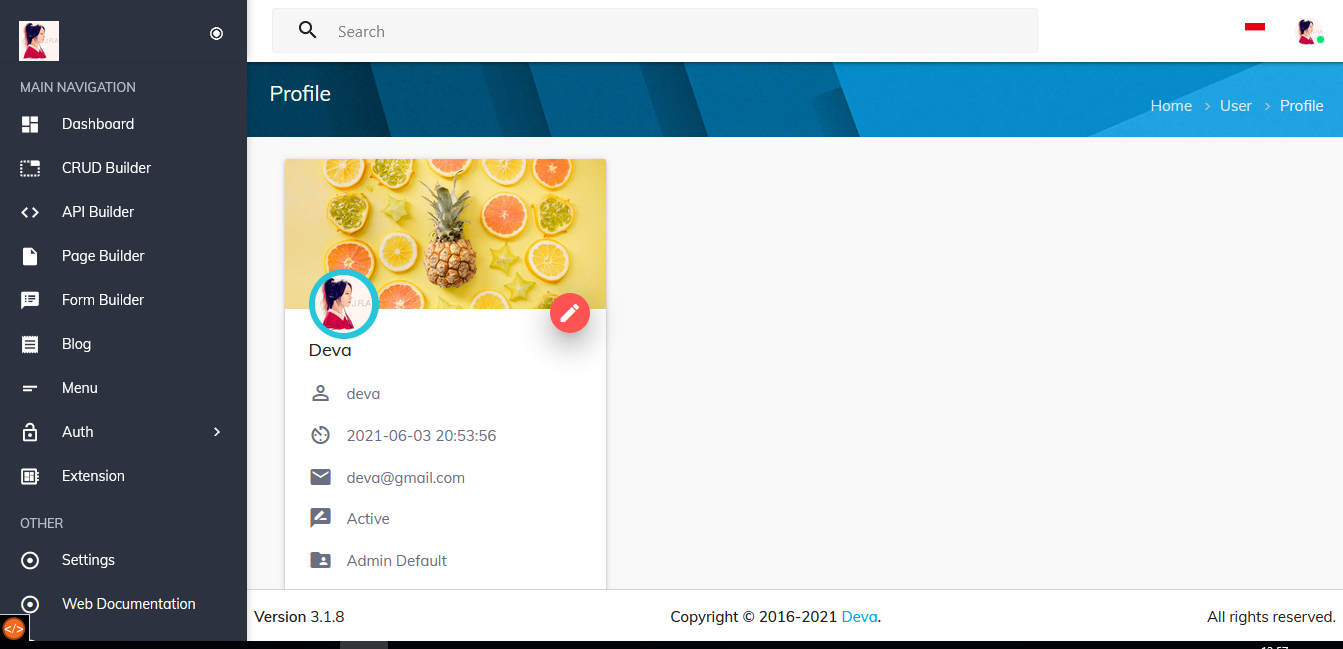 Search
MAIN NAVIGATION
Dashboard
CRUD Builder
API Builder
Page Builder
Form Builder
Blog
Menu
Auth
Extension
OTHER
Settings
Web Documentation
</>
Profile
Home > User > Profile
Deva
deva
2021-06-03 20:53:56
deva@gmail.com
Active
Admin Default
Version 3.1.8
Copyright © 2016-2021 Deva.
All rights reserved.